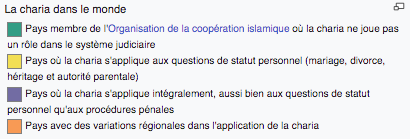 La charia dans le monde
Pays membre de l'Organisation de la coopération islamique où la charia ne joue pas
un rôle dans le système judiciaire
Pays où la charia s'applique aux questions de statut personnel (mariage, divorce,
héritage et autorité parentale)
Pays où la charia s'applique intégralement, aussi bien aux questions de statut
personnel qu'aux procédures pénales
Pays avec des variations régionales dans l'application de la charia